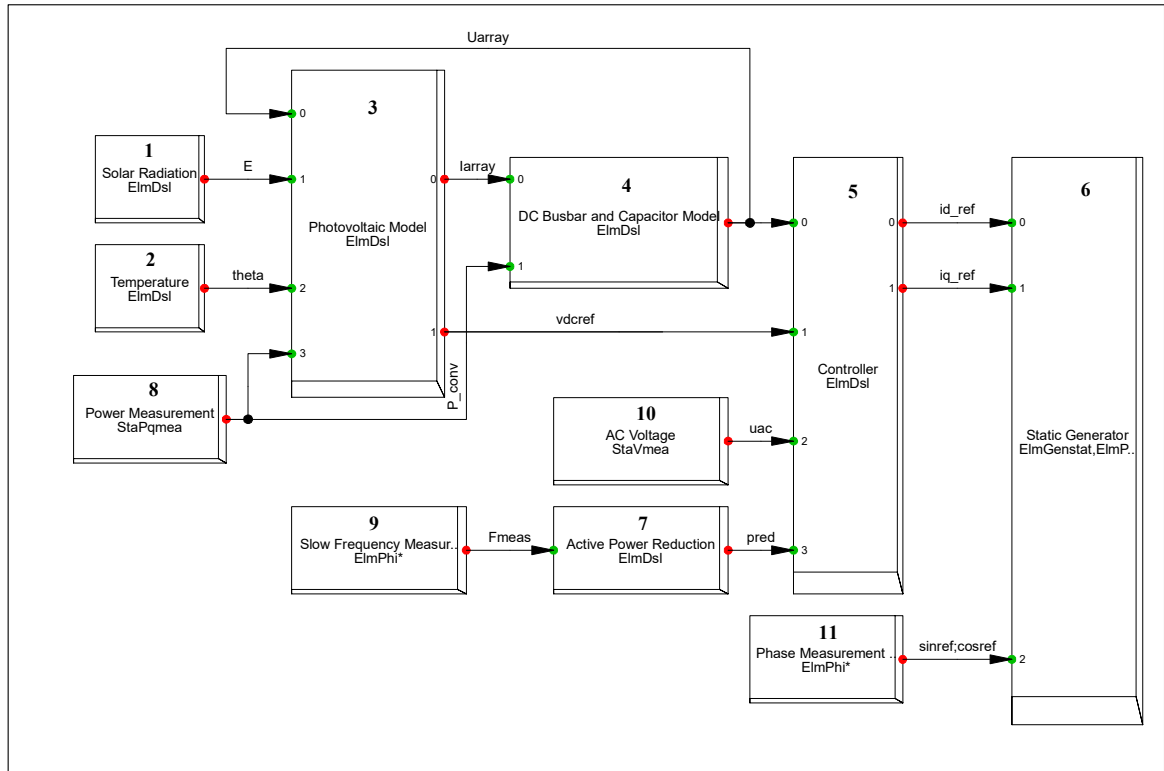 Uarray
3
0
1
Solar Radiation
ElmDsl
E
1
0
Iarray
0
4
DC Busbar and Capacitor Model
ElmDsl
5
0
0
id_ref
6
0
Photovoltaic Model
ElmDsl
2
Temperature
ElmDsl
theta
2
1
1
iq_ref
1
1
vdcref
1
3
P_conv
Controller
ElmDsl
8
Power Measurement
StaPqmea
10
AC Voltage
StaVmea
uac
2
Static Generator
ElmGenstat,ElmP..
9
Slow Frequency Measur..
ElmPhi*
Fmeas
7
Active Power Reduction
ElmDsl
pred
3
11
Phase Measurement ..
ElmPhi*
sinref;cosref
2